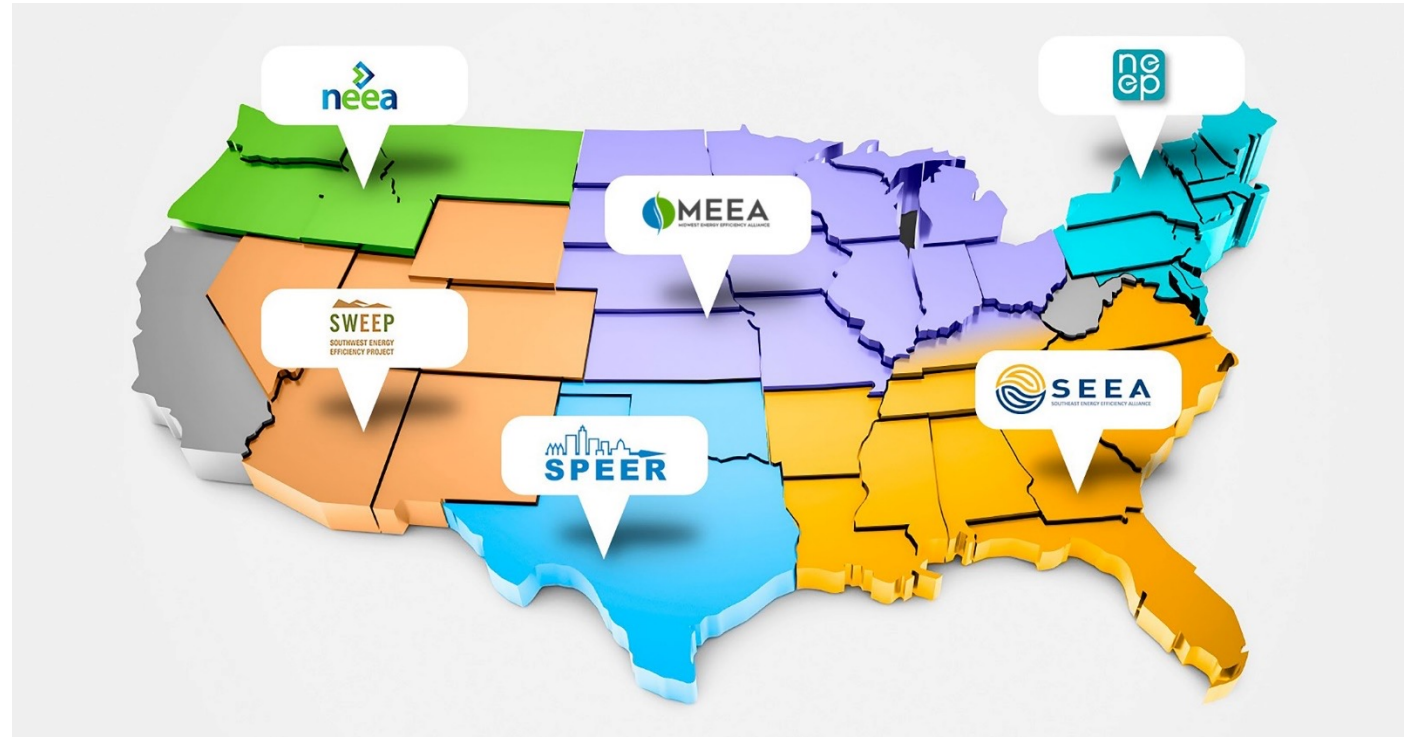 neea
ne
ep
MEEA
MIDWEST ENERGY EFFICIENCY ALLIANCE
SWEEP
SOUTHWEST ENERGY
EFFICIENCY PROJECT
SEEA
SOUTHEAST ENERGY EFFICIENCY ALLIANCE
SPEER